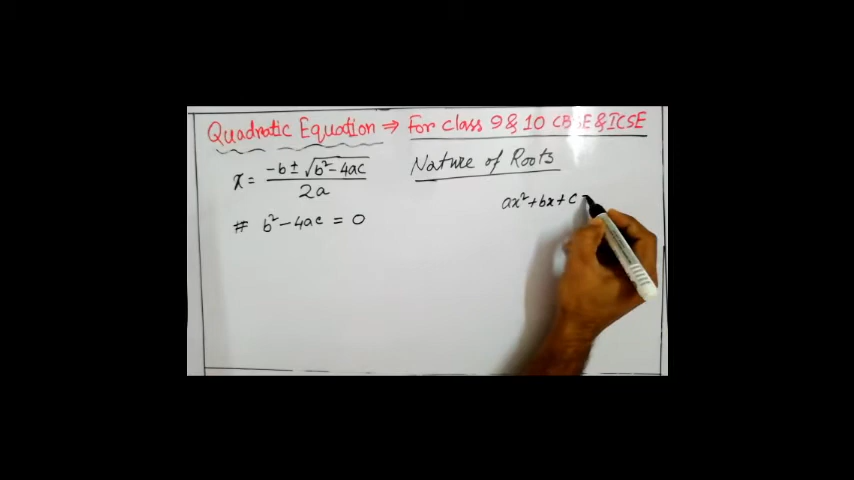 Quadratic Equation ⇒ For Class 9 & 10 CBSE & ICSE
Nature of Roots
x = -b ± √b² - 4ac / 2a
# b² - 4ac = 0
ax² + bx + c